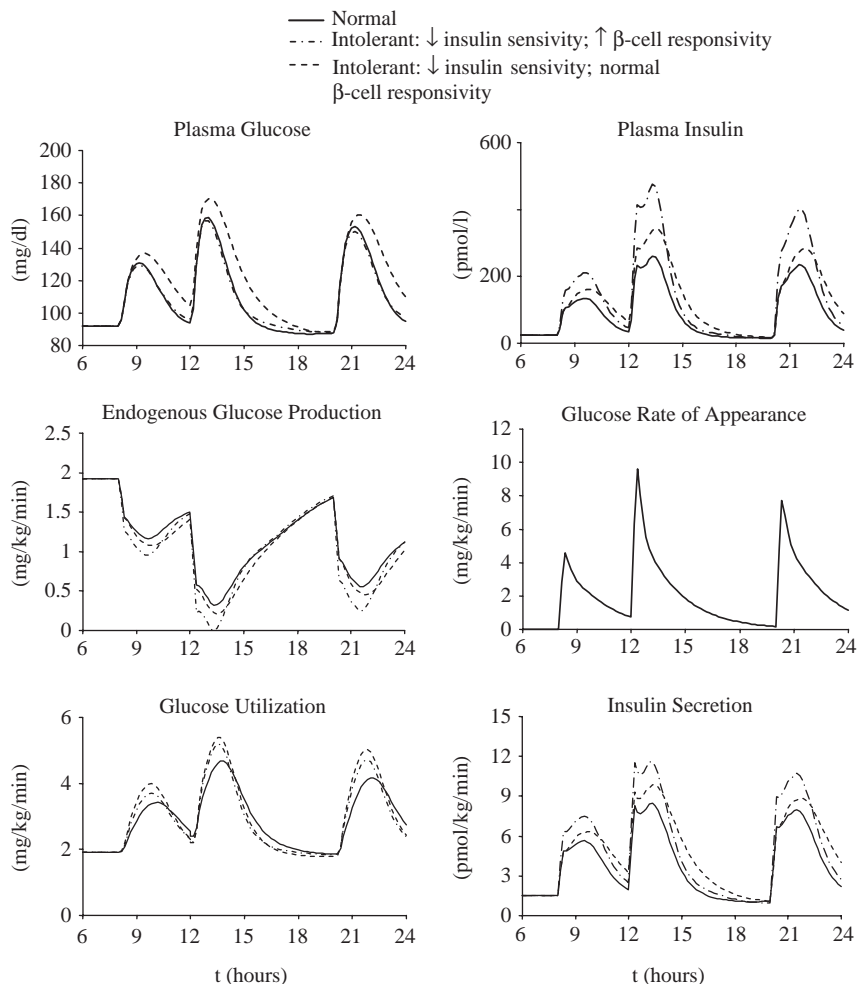 Normal
Intolerant: ↓ insulin sensivity; ↑ β-cell responsivity
Intolerant: ↓ insulin sensivity; normal
β-cell responsivity
Plasma Glucose
200
180
160
140
120
100
80
(mg/dl)
6 9 12 15 18 21 24
Plasma Insulin
600
400
200
0
(pmol/l)
6 9 12 15 18 21 24
Endogenous Glucose Production
2.5
2
1.5
1
0.5
0
(mg/kg/min)
6 9 12 15 18 21 24
Glucose Rate of Appearance
12
10
8
6
4
2
0
(mg/kg/min)
6 9 12 15 18 21 24
Glucose Utilization
6
4
2
0
(mg/kg/min)
6 9 12 15 18 21 24
t (hours)
Insulin Secretion
15
12
9
6
3
0
(pmol/kg/min)
6 9 12 15 18 21 24
t (hours)